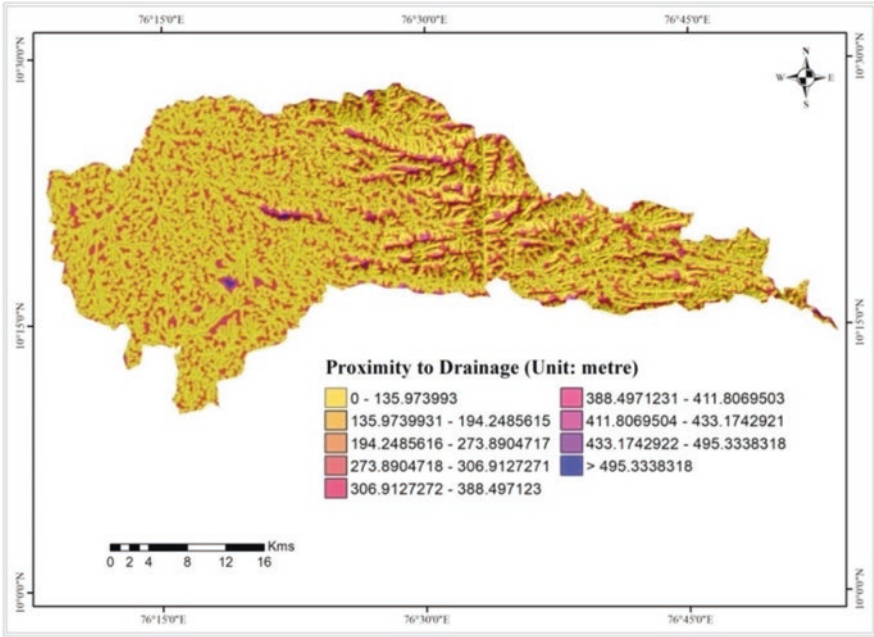 76°15'0"E 76°30'0"E 76°45'0"E
10°30'0"N 10°30'0"N
N
W E
S
10°15'0"N 10°15'0"N
Proximity to Drainage (Unit: metre)
0 - 135.973993
135.9739931 - 194.2485615
194.2485616 - 273.8904717
273.8904718 - 306.9127271
306.9127272 - 388.497123
388.4971231 - 411.8069503
411.8069504 - 433.1742921
433.1742922 - 495.3338318
> 495.3338318
Kms
0 2 4 8 12 16
10°0'0"N 10°0'0"N
76°15'0"E 76°30'0"E 76°45'0"E